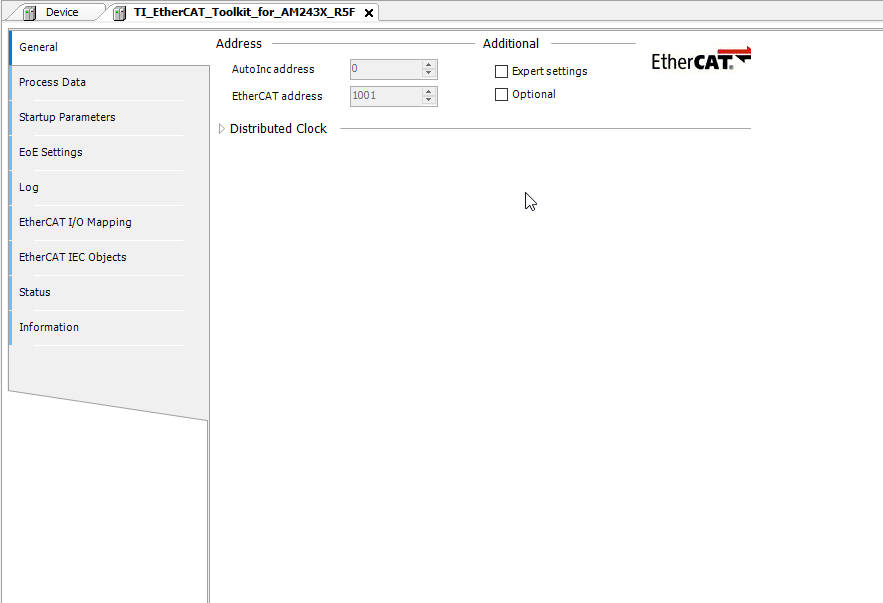 Device
TI_EtherCAT_Toolkit_for_AM243X_R5F
General
Process Data
Startup Parameters
EoE Settings
Log
EtherCAT I/O Mapping
EtherCAT IEC Objects
Status
Information
Address
AutoInc address 0
EtherCAT address 1001
Additional
Expert settings
Optional
EtherCAT®
Distributed Clock